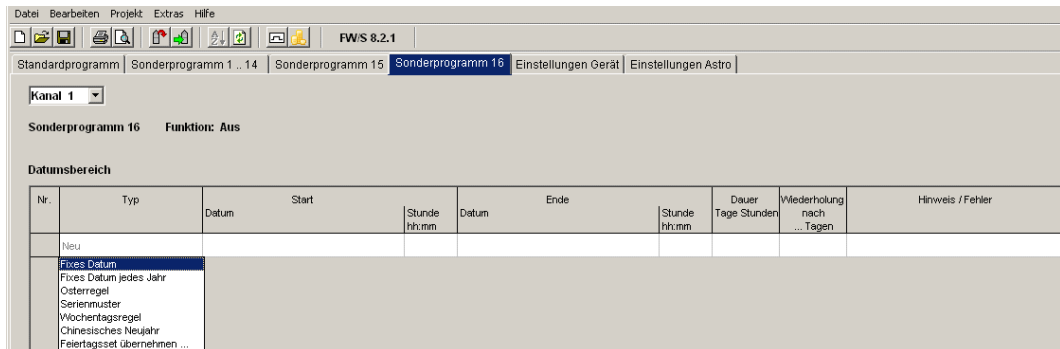 Datei Bearbeiten Projekt Extras Hilfe
FW/S 8.2.1
Standardprogramm Sonderprogramm 1 .. 14 Sonderprogramm 15 Sonderprogramm 16 Einstellungen Gerät Einstellungen Astro
Kanal 1
Sonderprogramm 16 Funktion: Aus
Datumsbereich
Nr. Typ Start Ende Dauer Wiederholung Hinweis / Fehler
Datum Stunde Datum Stunde Tage Stunden nach
hh:mm hh:mm ... Tagen
Neu
Fixes Datum
Fixes Datum jedes Jahr
Osterregel
Serienmuster
Wochentagsregel
Chinesisches Neujahr
Feiertagsset übernehmen ...